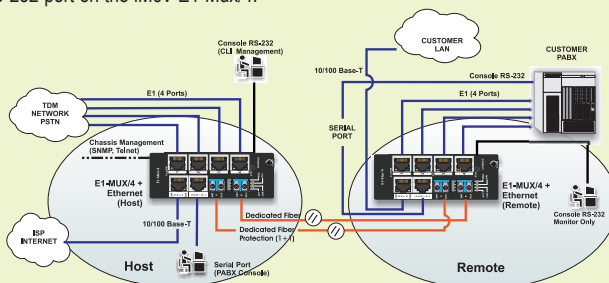 232 port on the iMcV-E1-Mux/4.
Console RS-232
(CLI Management)
CUSTOMER
LAN
CUSTOMER
PABX
10/100 Base-T
Console RS-232
E1 (4 Ports)
E1 (4 Ports)
TDM
NETWORK
PSTN
SERIAL
PORT
Chassis Management
(SNMP, Telnet)
E1-MUX/4 +
Ethernet
(Host)
E1-MUX/4 +
Ethernet
(Remote)
10/100 Base-T
Dedicated Fiber
Dedicated Fiber
Protection (1 + 1)
Console RS-232
Monitor Only
ISP
INTERNET
Serial Port
(PABX Console)
Host
Remote